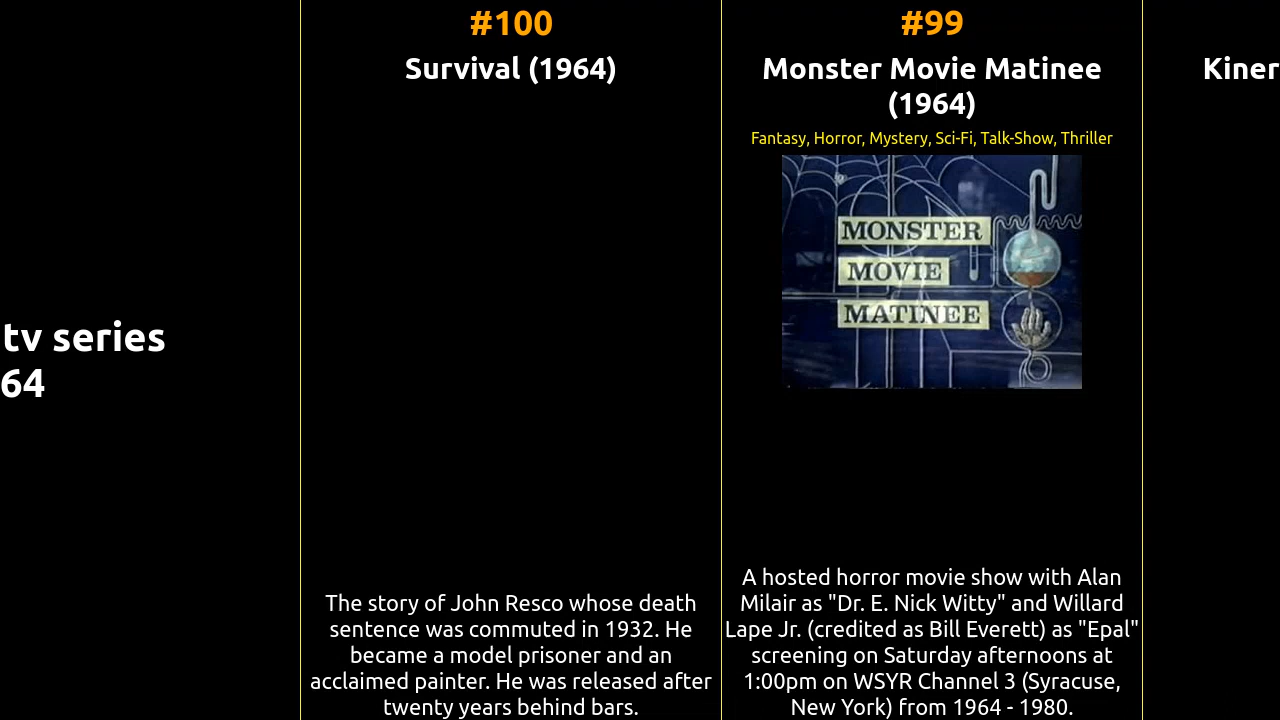 tv series
64
#100
Survival (1964)
The story of John Resco whose death
sentence was commuted in 1932. He
became a model prisoner and an
acclaimed painter. He was released after
twenty years behind bars.
#99
Monster Movie Matinee
(1964)
Fantasy, Horror, Mystery, Sci-Fi, Talk-Show, Thriller
MONSTER
MOVIE
MATINEE
A hosted horror movie show with Alan
Milair as "Dr. E. Nick Witty" and Willard
Lape Jr. (credited as Bill Everett) as "Epal"
screening on Saturday afternoons at
1:00pm on WSYR Channel 3 (Syracuse,
New York) from 1964 - 1980.
Kiner